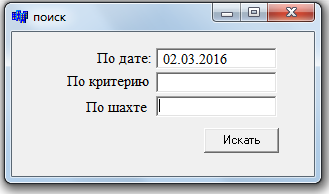 поиск
По дате: 02.03.2016
По критерию
По шахте
Искать